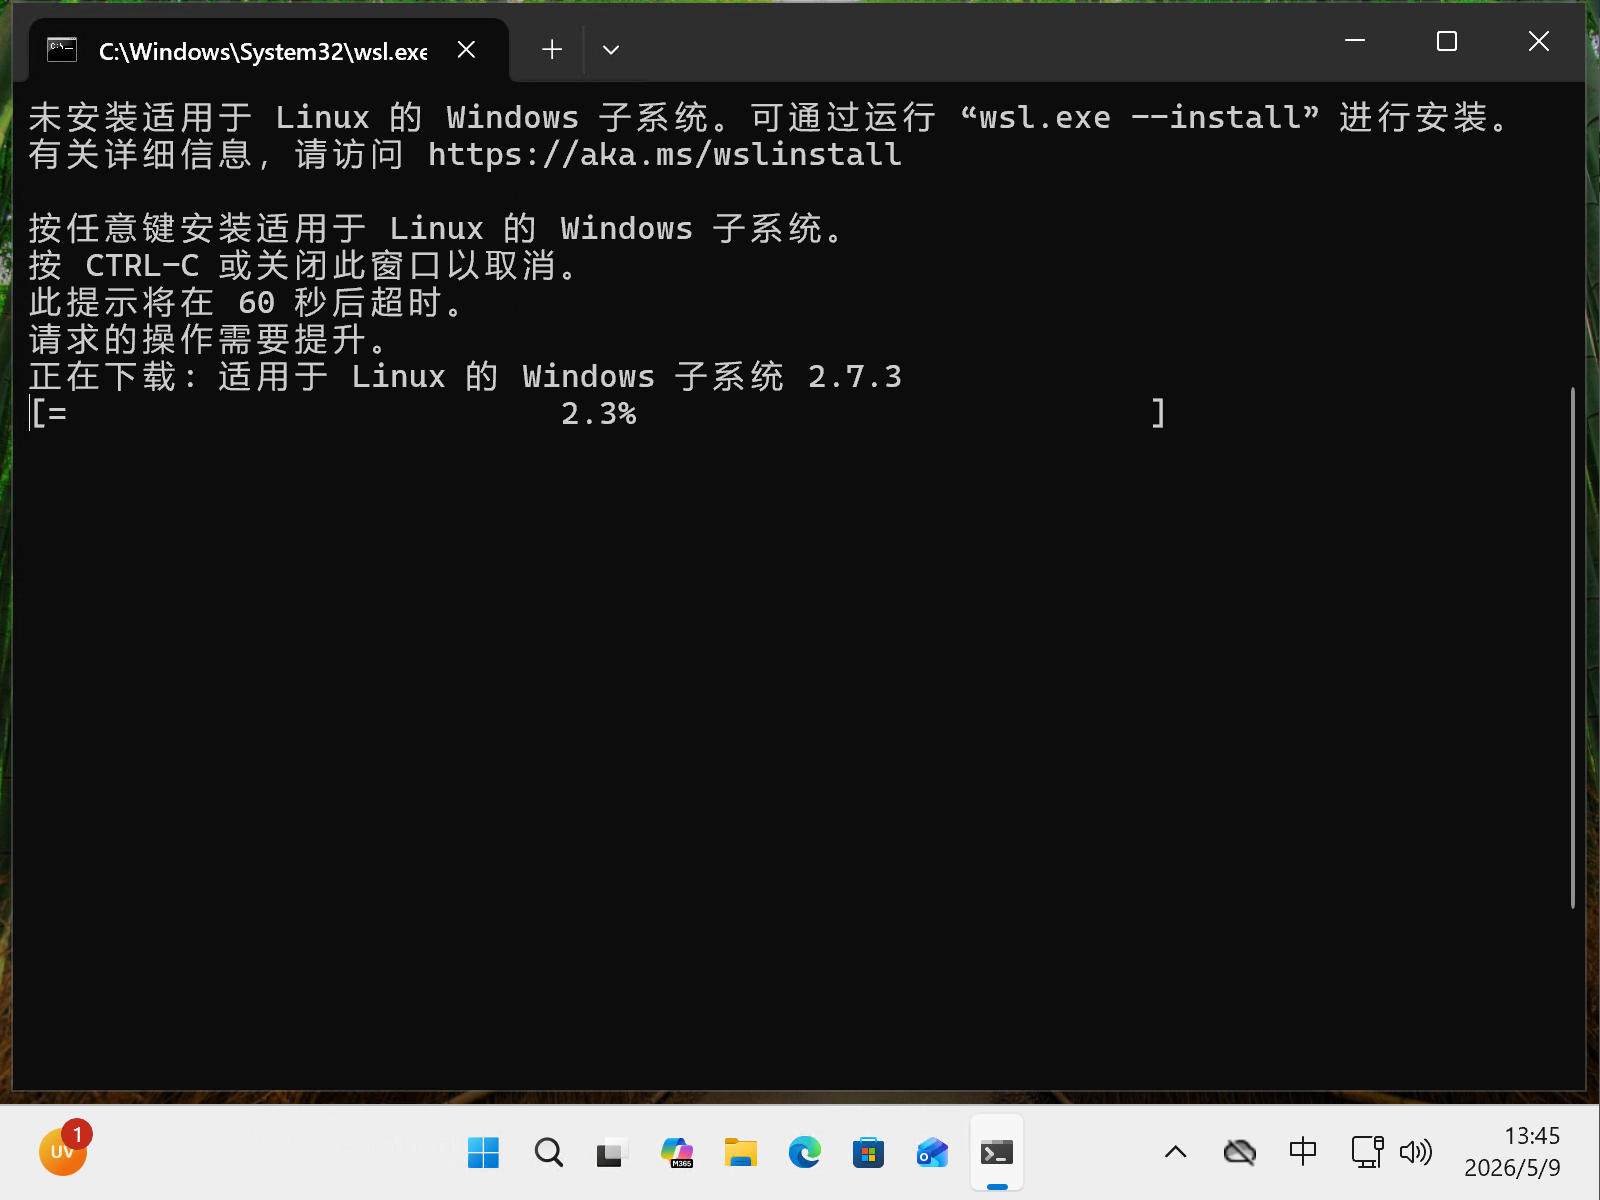 C:\Windows\System32\wsl.exe
未安装适用于 Linux 的 Windows 子系统。可通过运行 “wsl.exe --install” 进行安装。
有关详细信息，请访问 https://aka.ms/wslinstall
按任意键安装适用于 Linux 的 Windows 子系统。
按 CTRL-C 或关闭此窗口以取消。
此提示将在 60 秒后超时。
请求的操作需要提升。
正在下载: 适用于 Linux 的 Windows 子系统 2.7.3
[= 2.3% ]
UV 1
M365
中
13:45
2026/5/9